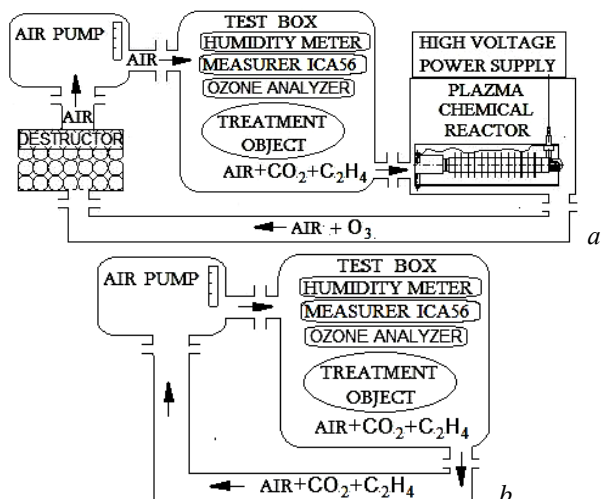 AIR PUMP
AIR
AIR
DESTRUCTOR
TEST BOX
HUMIDITY METER
MEASURER ICA56
OZONE ANALYZER
TREATMENT
OBJECT
AIR+CO₂+C₂H₄
HIGH VOLTAGE
POWER SUPPLY
PLASMA
CHEMICAL
REACTOR
AIR + O₃
a
AIR PUMP
TEST BOX
HUMIDITY METER
MEASURER ICA56
OZONE ANALYZER
TREATMENT
OBJECT
AIR+CO₂+C₂H₄
AIR+CO₂+C₂H₄
b